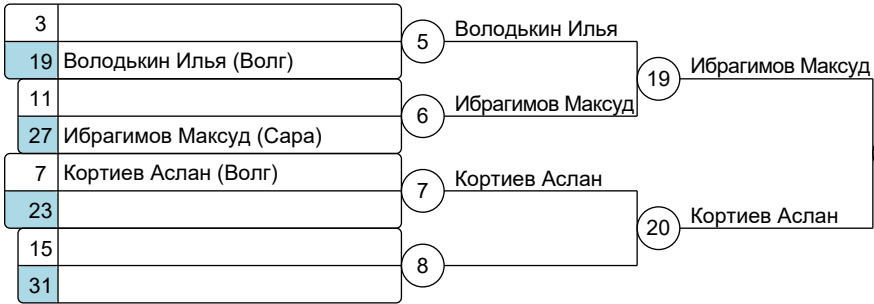 3
19 Володькин Илья (Волг)
11
27 Ибрагимов Максуд (Сара)
7 Кортиев Аслан (Волг)
23
15
31
5 Володькин Илья
6 Ибрагимов Максуд
7 Кортиев Аслан
8
19 Ибрагимов Максуд
20 Кортиев Аслан